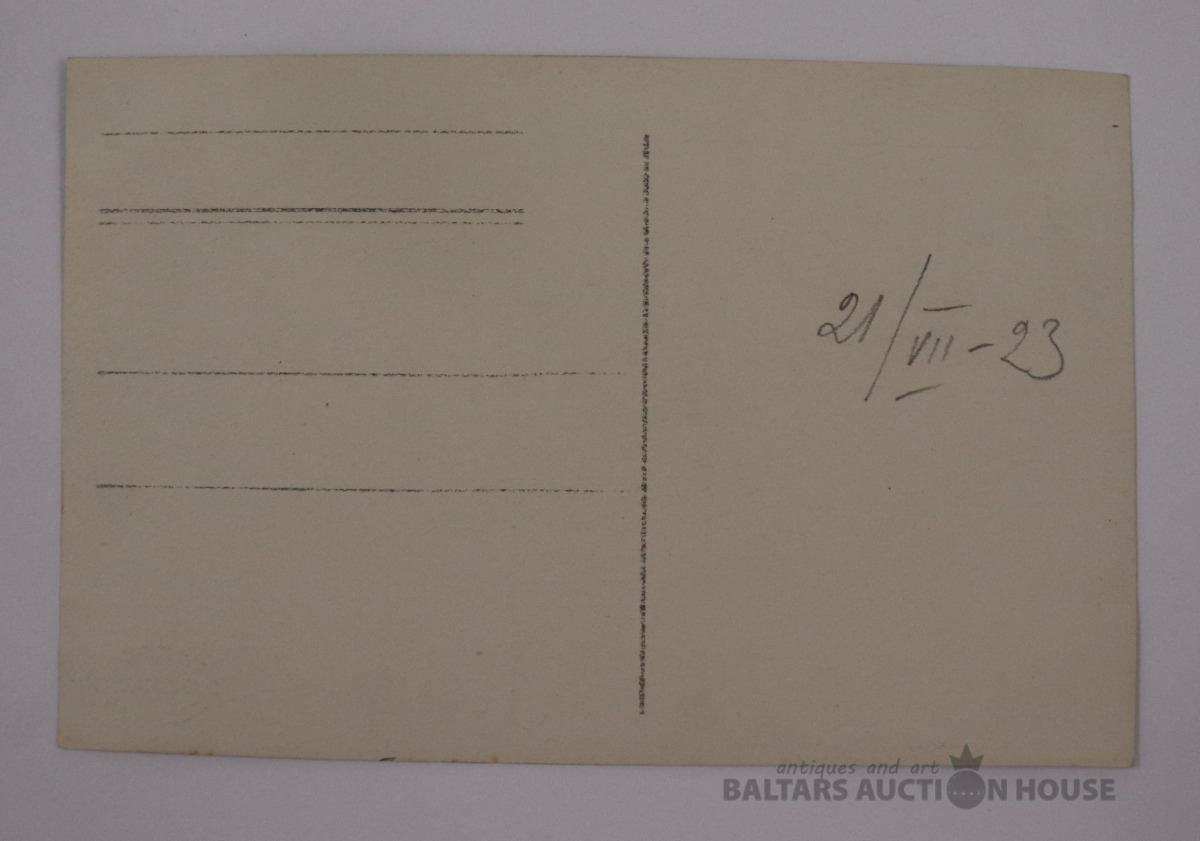 21/VII-23
antiques and art
BALTARS AUCTION HOUSE